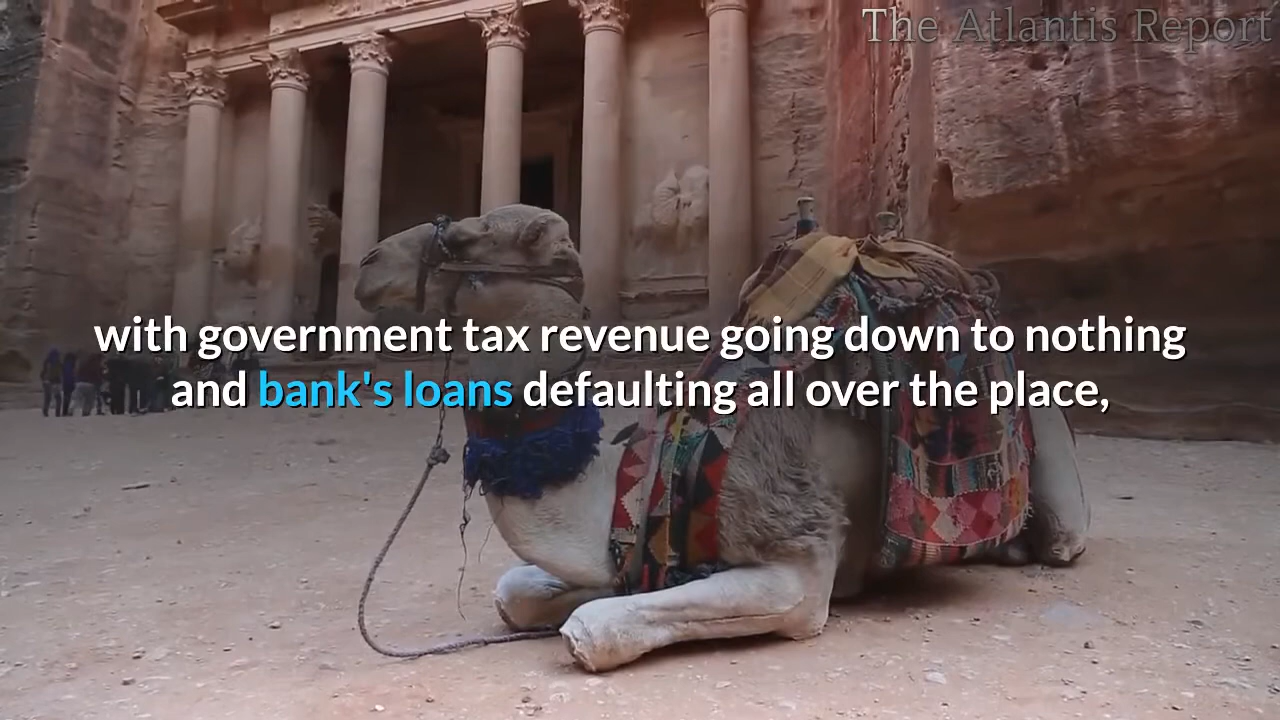 The Atlantis Report
with government tax revenue going down to nothing
and bank's loans defaulting all over the place,